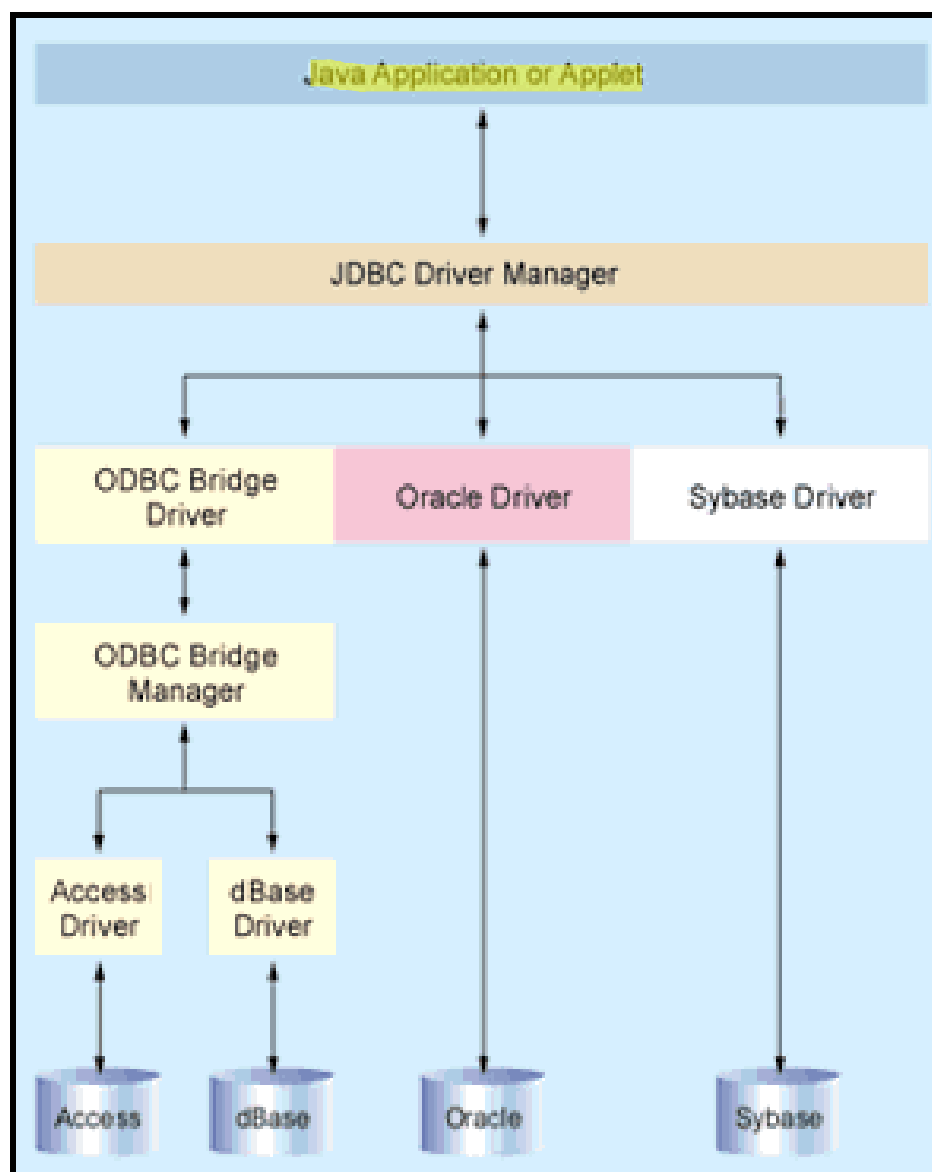 Java Application or Applet
JDBC Driver Manager
ODBC Bridge
Driver
Oracle Driver
Sybase Driver
ODBC Bridge
Manager
Access
Driver
dBase
Driver
Access
dBase
Oracle
Sybase